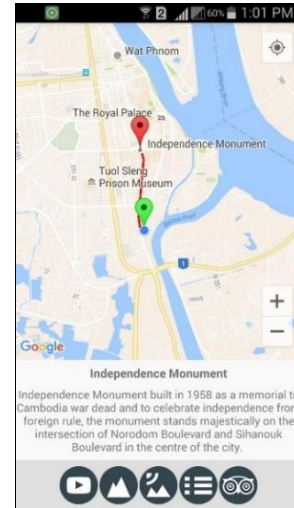 2 60% 1:01 PM
Wat Phnom
The Royal Palace
Independence Monument
Tuol Sleng
Prison Museum
1
+
−
Google
Independence Monument
Independence Monument built in 1958 as a memorial to
Cambodia war dead and to celebrate independence from
foreign rule, the monument stands majestically on the
intersection of Norodom Boulevard and Sihanouk
Boulevard in the centre of the city.